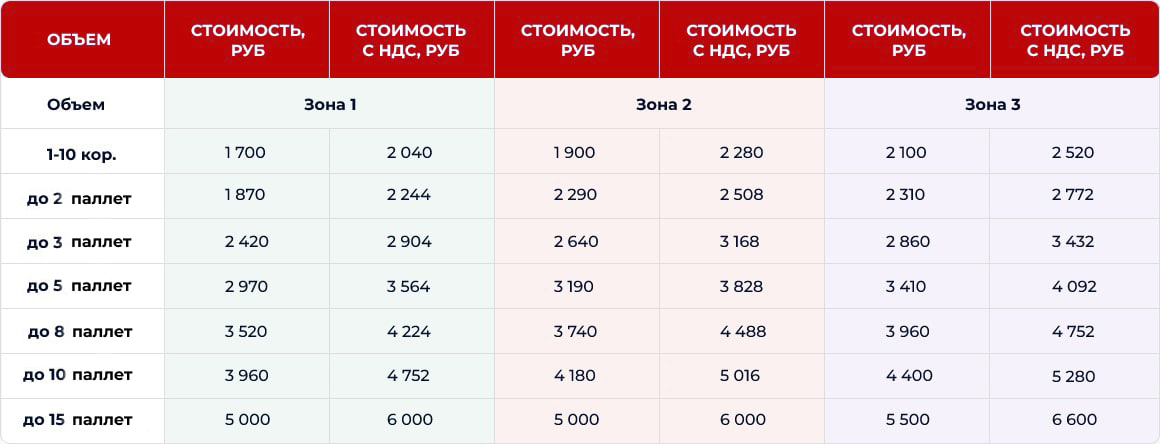 ОБЪЕМ СТОИМОСТЬ, РУБ СТОИМОСТЬ С НДС, РУБ СТОИМОСТЬ, РУБ СТОИМОСТЬ С НДС, РУБ СТОИМОСТЬ, РУБ СТОИМОСТЬ С НДС, РУБ
Объем Зона 1 Зона 2 Зона 3
1-10 кор. 1 700 2 040 1 900 2 280 2 100 2 520
до 2 паллет 1 870 2 244 2 290 2 508 2 310 2 772
до 3 паллет 2 420 2 904 2 640 3 168 2 860 3 432
до 5 паллет 2 970 3 564 3 190 3 828 3 410 4 092
до 8 паллет 3 520 4 224 3 740 4 488 3 960 4 752
до 10 паллет 3 960 4 752 4 180 5 016 4 400 5 280
до 15 паллет 5 000 6 000 5 000 6 000 5 500 6 600